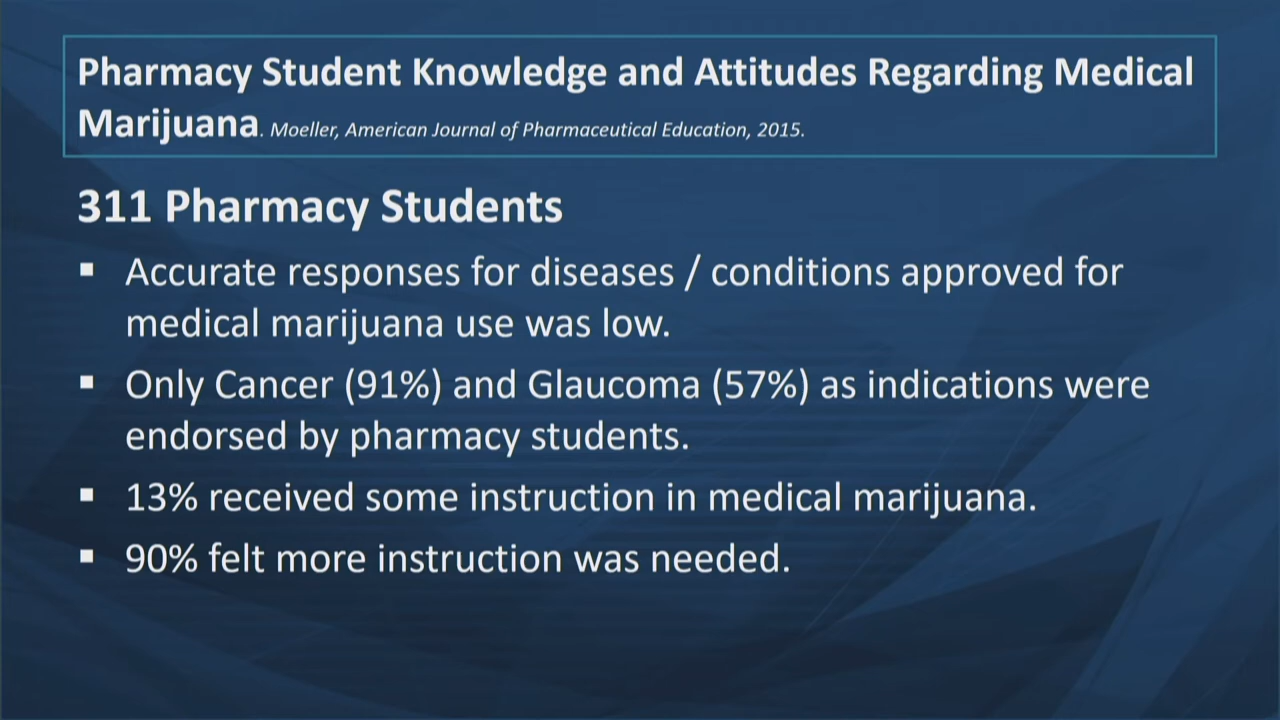 Pharmacy Student Knowledge and Attitudes Regarding Medical
Marijuana. Moeller, American Journal of Pharmaceutical Education, 2015.
311 Pharmacy Students
▪ Accurate responses for diseases / conditions approved for
medical marijuana use was low.
▪ Only Cancer (91%) and Glaucoma (57%) as indications were
endorsed by pharmacy students.
▪ 13% received some instruction in medical marijuana.
▪ 90% felt more instruction was needed.